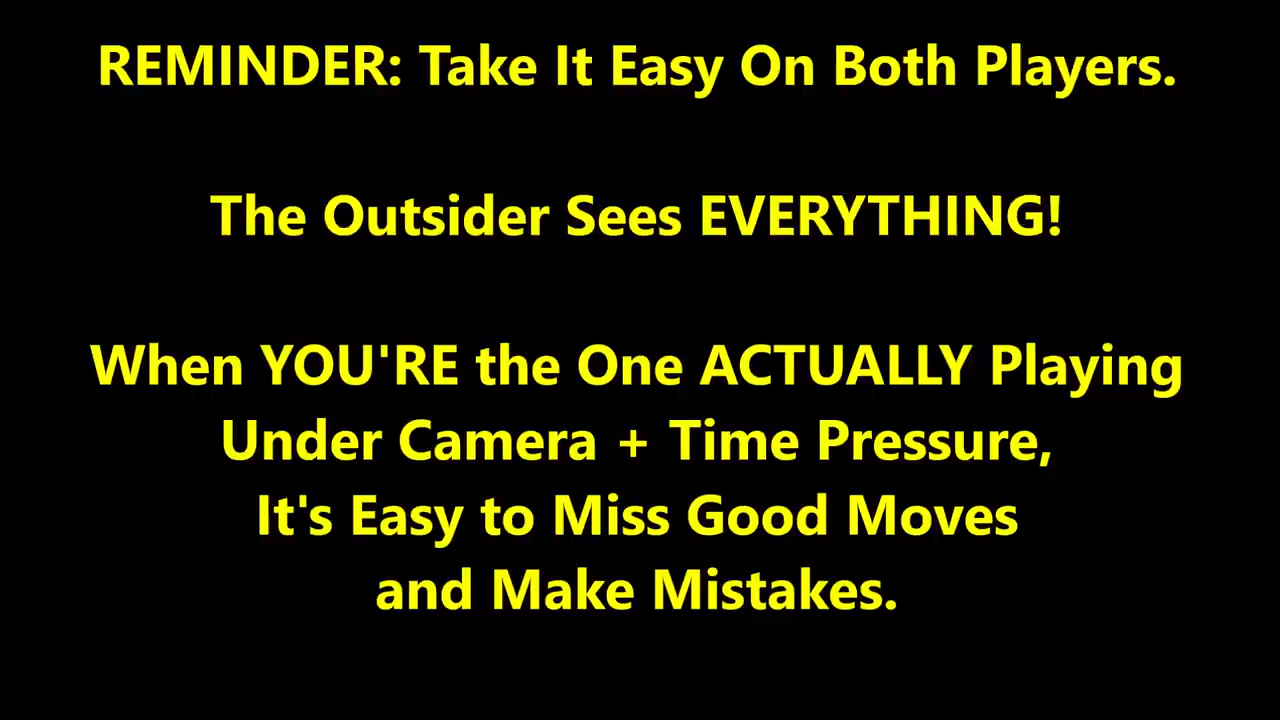 REMINDER: Take It Easy On Both Players.
The Outsider Sees EVERYTHING!
When YOU'RE the One ACTUALLY Playing
Under Camera + Time Pressure,
It's Easy to Miss Good Moves
and Make Mistakes.